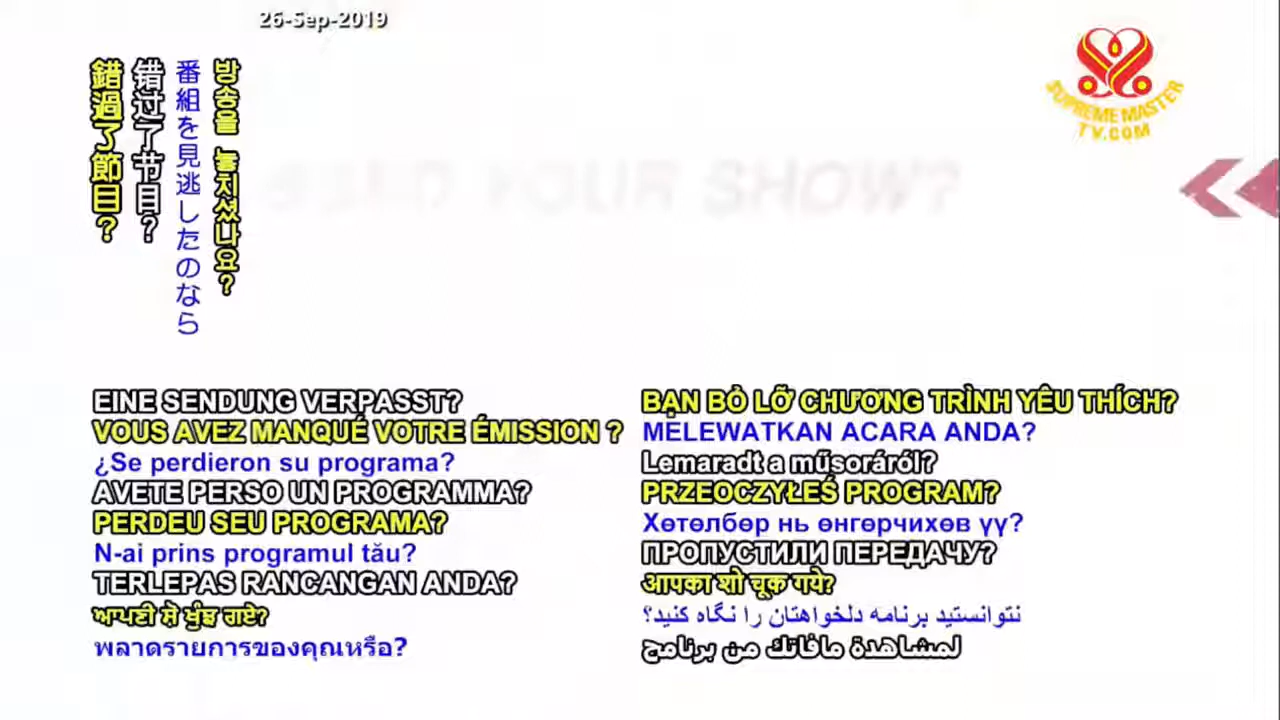 26-Sep-2019
錯過了節目？
错过了节目？
番組を見逃したのなら
방송을 놓치셨나요?
SUPREME MASTER
TV.COM
YOUR SHOW?
EINE SENDUNG VERPASST?
VOUS AVEZ MANQUÉ VOTRE ÉMISSION ?
¿Se perdieron su programa?
AVETE PERSO UN PROGRAMMA?
PERDEU SEU PROGRAMA?
N-ai prins programul tău?
TERLEPAS RANCANGAN ANDA?
ਆਪਣੀ ਸ਼ੋ ਖੁੰਝ ਗਏ?
พลาดรายการของคุณหรือ?
BẠN BỎ LỠ CHƯƠNG TRÌNH YÊU THÍCH?
MELEWATKAN ACARA ANDA?
Lemaradt a műsoráról?
PRZEOCZYŁEŚ PROGRAM?
Хөтөлбөр нь өнгөрчихөв үү?
ПРОПУСТИЛИ ПЕРЕДАЧУ?
आपका शो चूक गये?
نتوانستید برنامه دلخواهتان را نگاه کنید؟
لمشاهدة مافاتك من برنامج